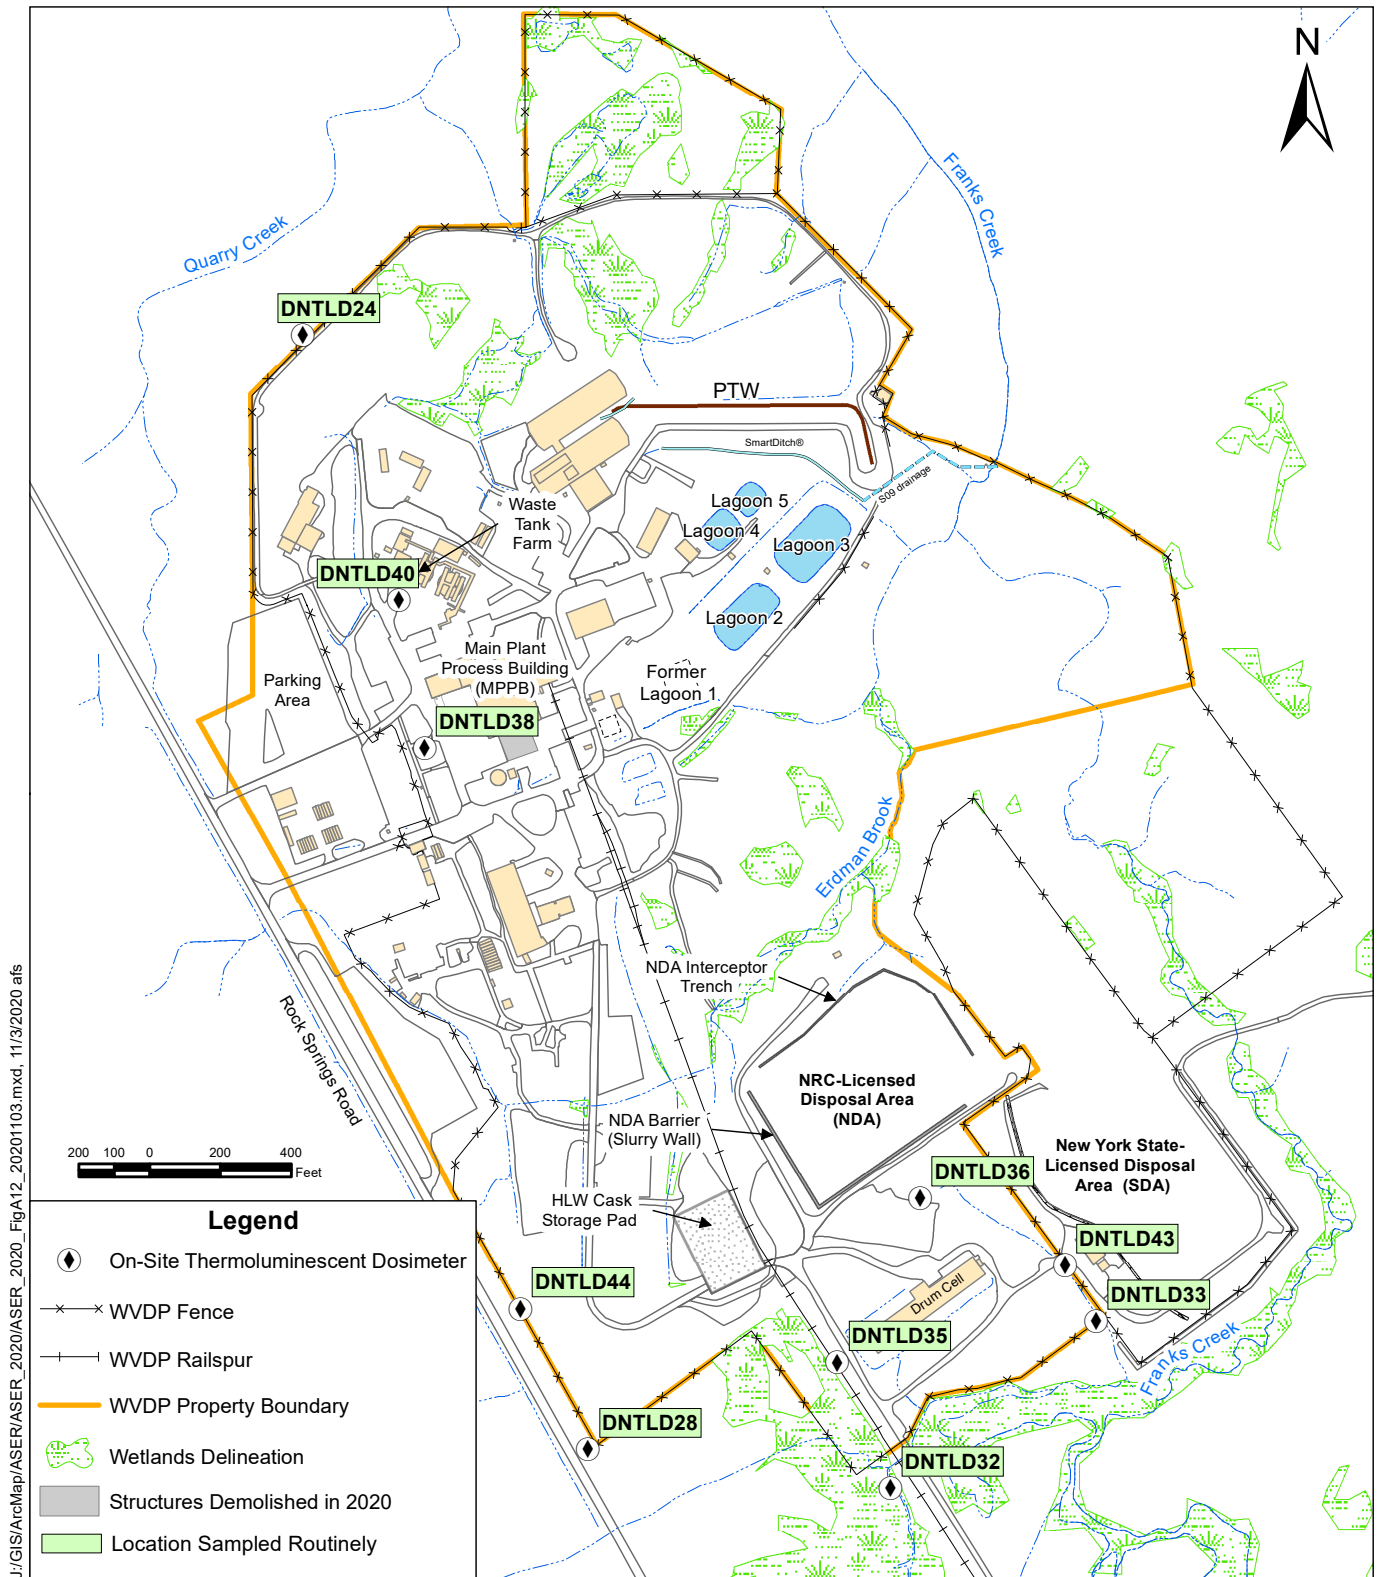 N
Franks Creek
Quarry Creek
DNTLD24
PTW
SmartDitch®
S09 drainage
Lagoon 5
Lagoon 4
Lagoon 3
Lagoon 2
Waste
Tank
Farm
DNTLD40
Main Plant
Process Building
(MPPB)
Former
Lagoon 1
Parking
Area
DNTLD38
Erdman Brook
NDA Interceptor
Trench
Rock Springs Road
NRC-Licensed
Disposal Area
(NDA)
NDA Barrier
(Slurry Wall)
New York State-
Licensed Disposal
Area (SDA)
DNTLD36
HLW Cask
Storage Pad
DNTLD43
DNTLD44
Drum Cell
DNTLD33
DNTLD35
Franks Creek
DNTLD28
DNTLD32
200 100 0 200 400
Feet
Legend
On-Site Thermoluminescent Dosimeter
WVDP Fence
WVDP Railspur
WVDP Property Boundary
Wetlands Delineation
Structures Demolished in 2020
Location Sampled Routinely
J:/GIS/ArcMap/ASER/ASER_2020/ASER_2020_FigA12_20201103.mxd, 11/3/2020 afs